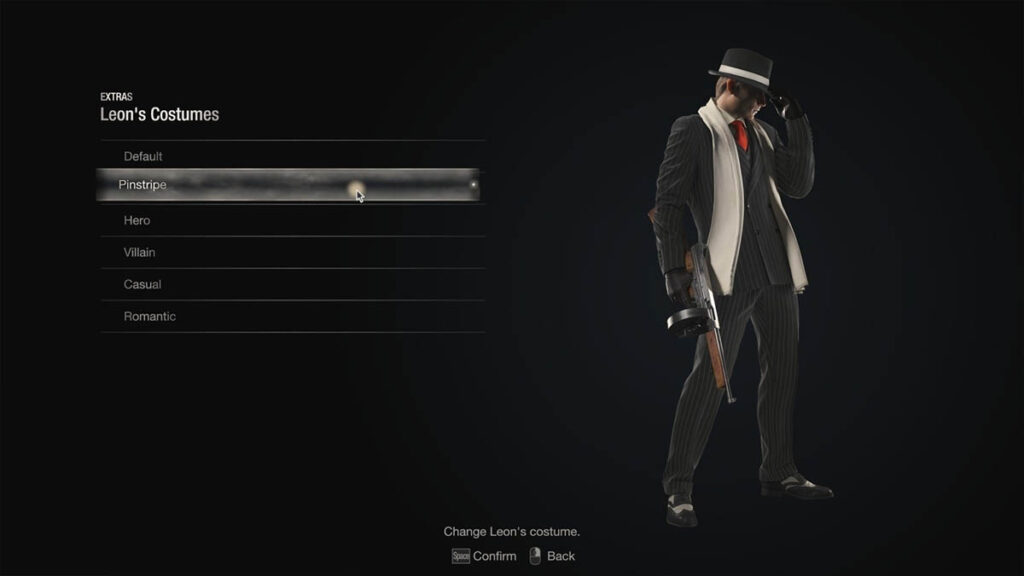 EXTRAS
Leon's Costumes
Default
Pinstripe
Hero
Villain
Casual
Romantic
Change Leon's costume.
Space Confirm Back